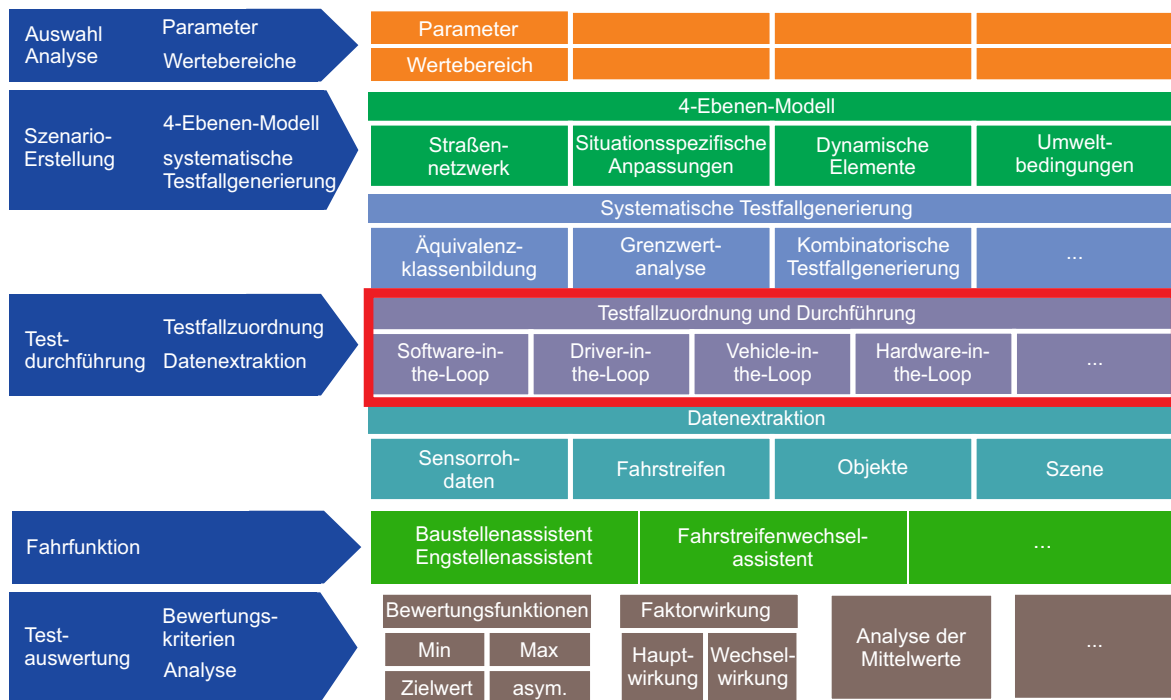 Auswahl
Analyse
Parameter
Wertebereiche
Parameter
Wertebereich
Szenario-
Erstellung
4-Ebenen-Modell
systematische
Testfallgenerierung
4-Ebenen-Modell
Straßen-
netzwerk
Situationsspezifische
Anpassungen
Dynamische
Elemente
Umwelt-
bedingungen
Systematische Testfallgenerierung
Äquivalenz-
klassenbildung
Grenzwert-
analyse
Kombinatorische
Testfallgenerierung
...
Test-
durchführung
Testfallzuordnung
Datenextraktion
Testfallzuordnung und Durchführung
Software-in-
the-Loop
Driver-in-
the-Loop
Vehicle-in-
the-Loop
Hardware-in-
the-Loop
...
Datenextraktion
Sensorroh-
daten
Fahrstreifen
Objekte
Szene
Fahrfunktion
Baustellenassistent
Engstellenassistent
Fahrstreifenwechsel-
assistent
...
Test-
auswertung
Bewertungs-
kriterien
Analyse
Bewertungsfunktionen
Min
Max
Zielwert
asym.
Faktorwirkung
Haupt-
wirkung
Wechsel-
wirkung
Analyse der
Mittelwerte
...